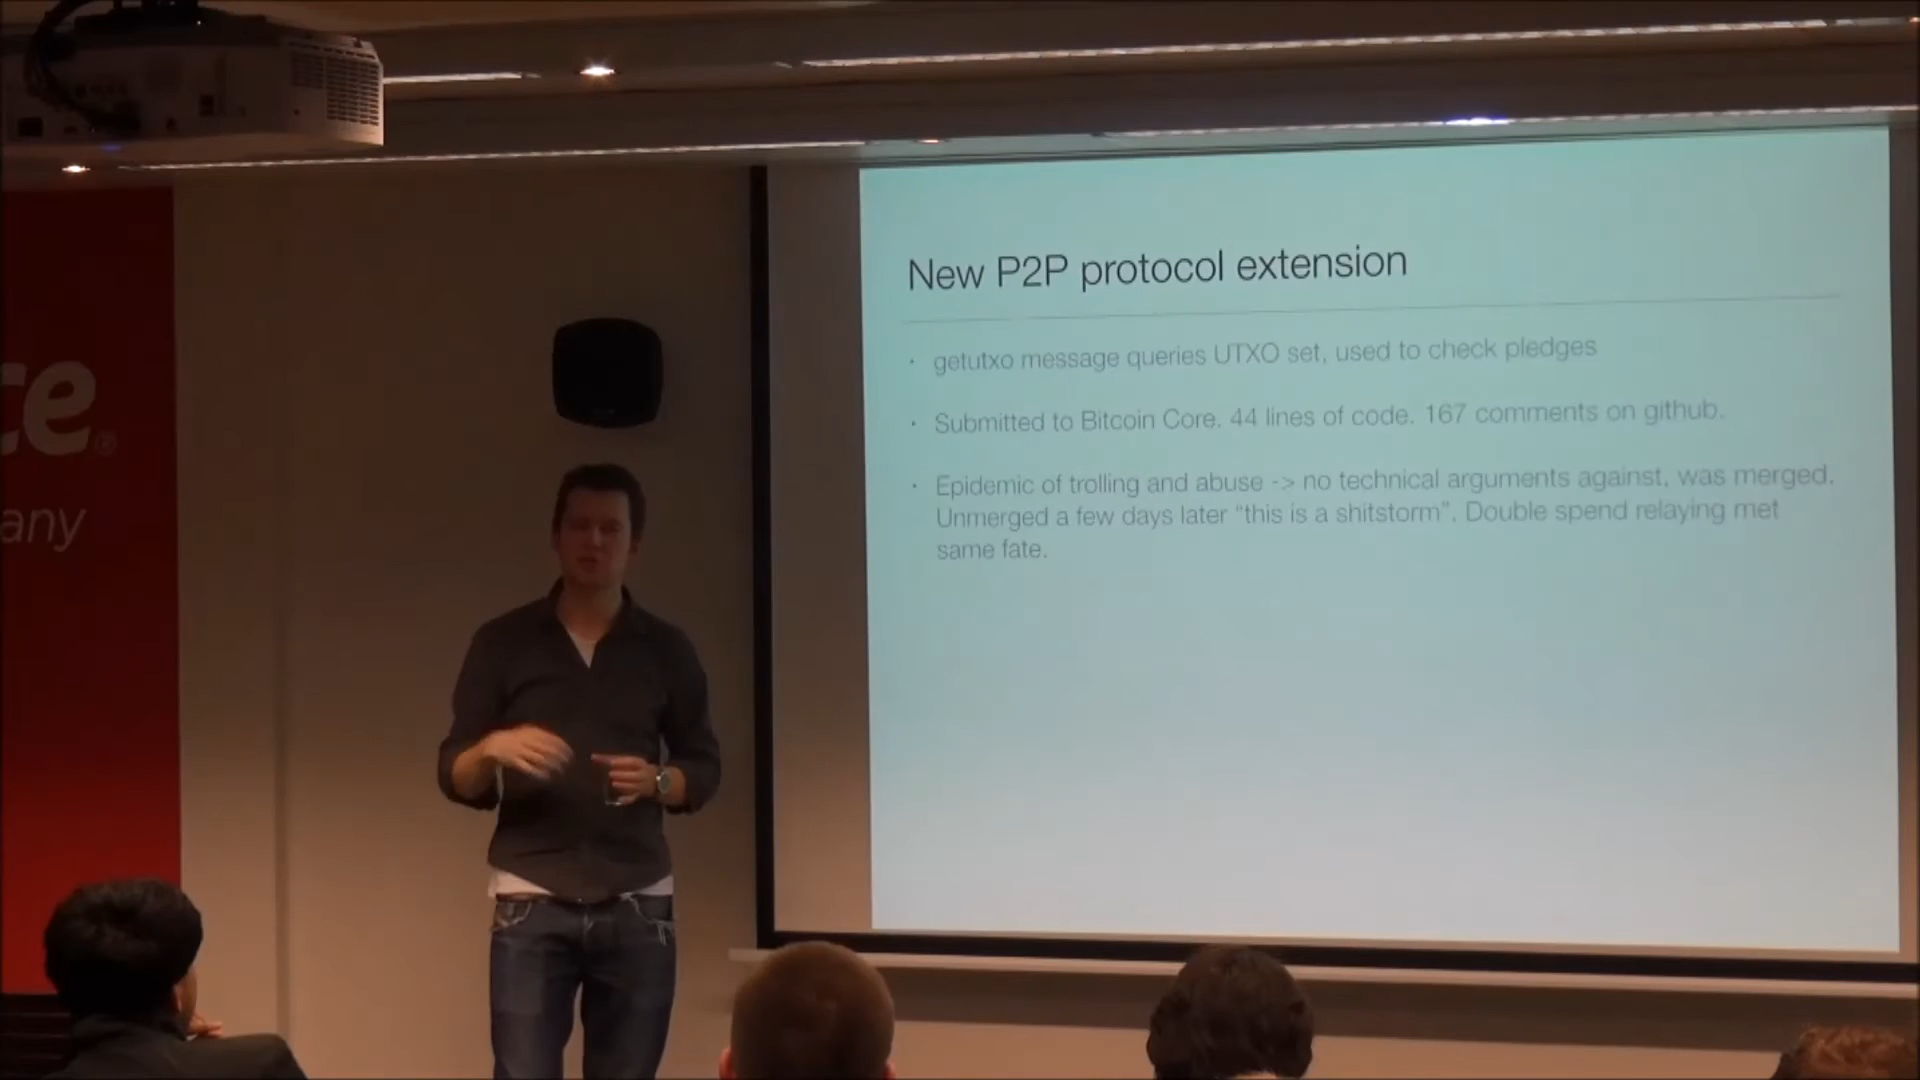 ce®
any
New P2P protocol extension
· getutxo message queries UTXO set, used to check pledges
· Submitted to Bitcoin Core. 44 lines of code. 167 comments on github.
· Epidemic of trolling and abuse -> no technical arguments against, was merged.
Unmerged a few days later “this is a shitstorm”. Double spend relaying met
same fate.